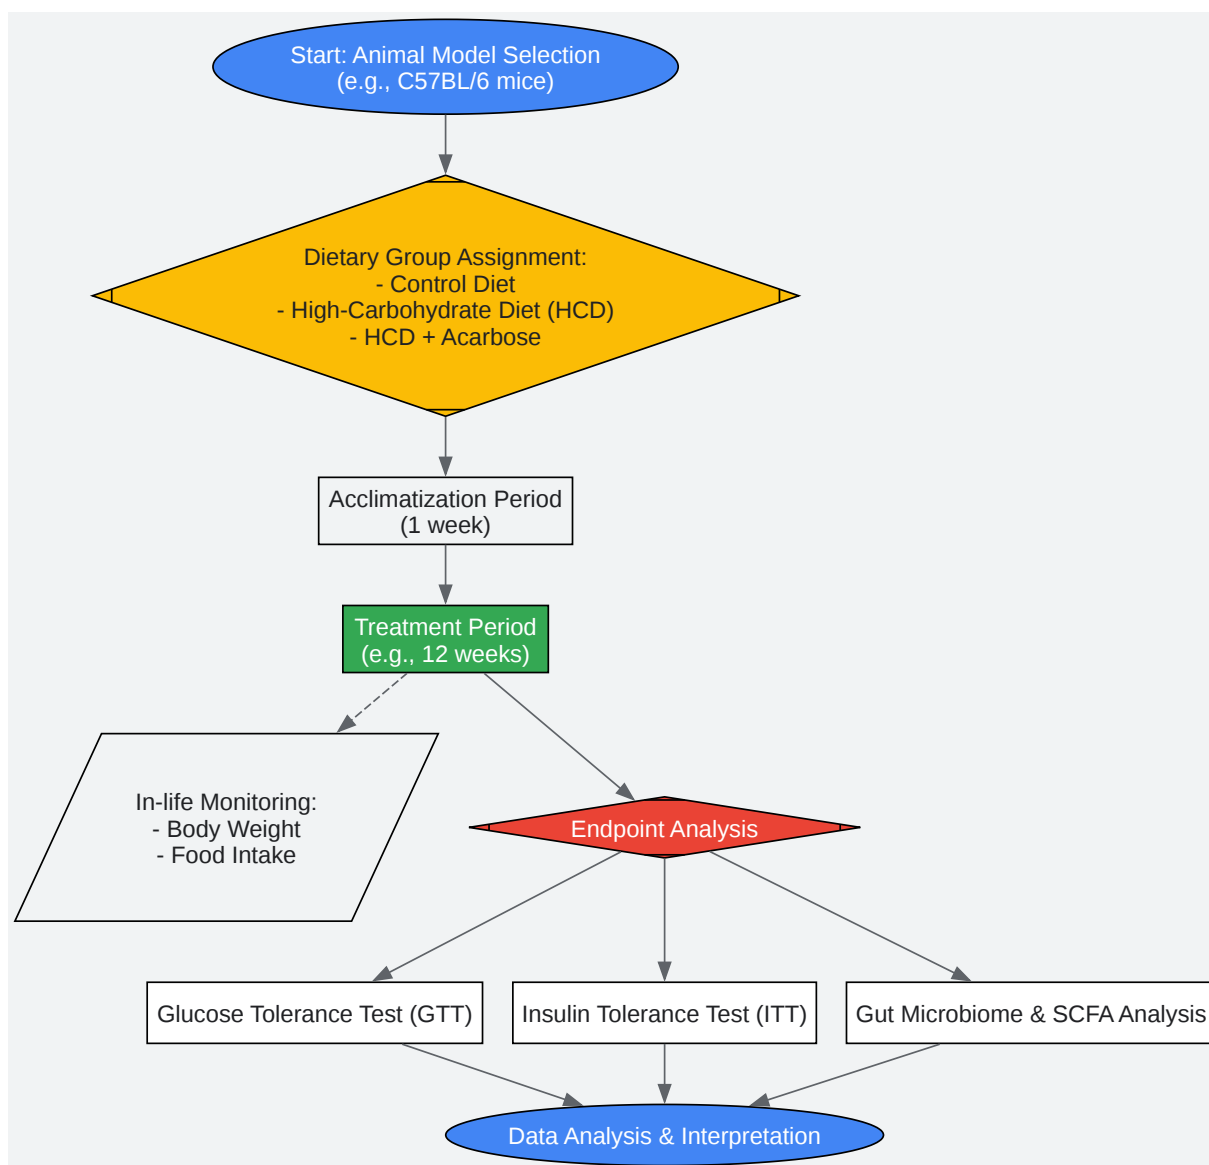 Start: Animal Model Selection
(e.g., C57BL/6 mice)
Dietary Group Assignment:
- Control Diet
- High-Carbohydrate Diet (HCD)
- HCD + Acarbose
Acclimatization Period
(1 week)
Treatment Period
(e.g., 12 weeks)
In-life Monitoring:
- Body Weight
- Food Intake
Endpoint Analysis
Glucose Tolerance Test (GTT)
Insulin Tolerance Test (ITT)
Gut Microbiome & SCFA Analysis
Data Analysis & Interpretation